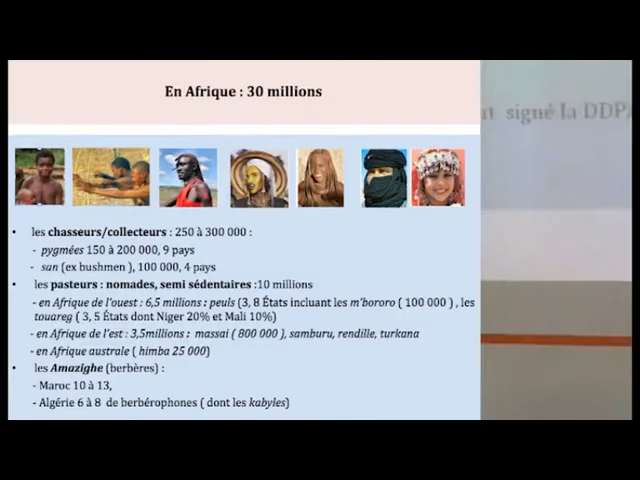 En Afrique : 30 millions
signé la DDPA
• les chasseurs/collecteurs : 250 à 300 000 :
- pygmées 150 à 200 000, 9 pays
- san (ex bushmen ), 100 000, 4 pays
• les pasteurs : nomades, semi sédentaires :10 millions
- en Afrique de l'ouest : 6,5 millions : peuls (3, 8 États incluant les m'bororo ( 100 000 ) , les
touareg ( 3, 5 États dont Niger 20% et Mali 10%)
- en Afrique de l'est : 3,5millions : massai ( 800 000 ), samburu, rendille, turkana
- en Afrique australe ( himba 25 000)
• les Amazighe (berbères) :
- Maroc 10 à 13,
- Algérie 6 à 8 de berbérophones ( dont les kabyles)